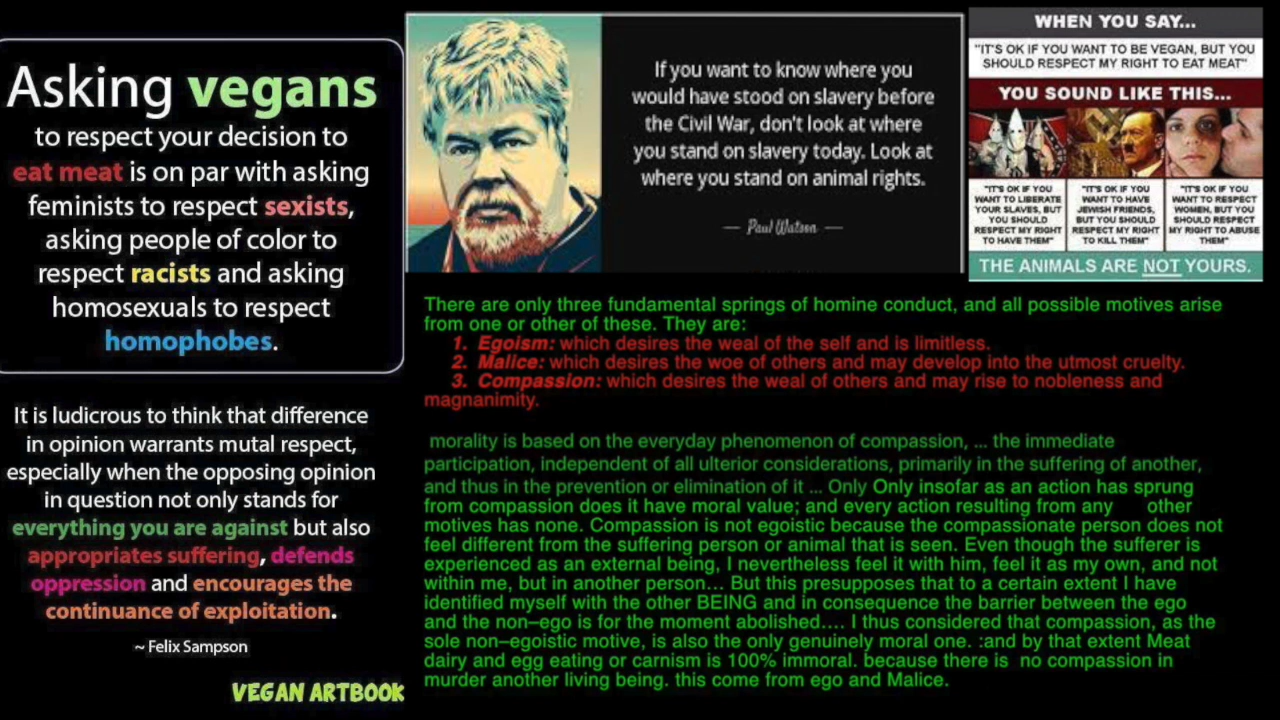 Asking vegans
to respect your decision to
eat meat is on par with asking
feminists to respect sexists,
asking people of color to
respect racists and asking
homosexuals to respect
homophobes.
It is ludicrous to think that difference
in opinion warrants mutal respect,
especially when the opposing opinion
in question not only stands for
everything you are against but also
appropriates suffering, defends
oppression and encourages the
continuance of exploitation.
~ Felix Sampson
VEGAN ARTBOOK
If you want to know where you
would have stood on slavery before
the Civil War, don't look at where
you stand on slavery today. Look at
where you stand on animal rights.
— Paul Watson —
WHEN YOU SAY...
"IT'S OK IF YOU WANT TO BE VEGAN, BUT YOU
SHOULD RESPECT MY RIGHT TO EAT MEAT"
YOU SOUND LIKE THIS...
"IT'S OK IF YOU
WANT TO LIBERATE
YOUR SLAVES, BUT
YOU SHOULD
RESPECT MY RIGHT
TO HAVE THEM"
"IT'S OK IF YOU
WANT TO HAVE
JEWISH FRIENDS,
BUT YOU SHOULD
RESPECT MY RIGHT
TO KILL THEM"
"IT'S OK IF YOU
WANT TO RESPECT
WOMEN, BUT YOU
SHOULD RESPECT
MY RIGHT TO ABUSE
THEM"
THE ANIMALS ARE NOT YOURS.
There are only three fundamental springs of homine conduct, and all possible motives arise
from one or other of these. They are:
1. Egoism: which desires the weal of the self and is limitless.
2. Malice: which desires the woe of others and may develop into the utmost cruelty.
3. Compassion: which desires the weal of others and may rise to nobleness and
magnanimity.
morality is based on the everyday phenomenon of compassion, ... the immediate
participation, independent of all ulterior considerations, primarily in the suffering of another,
and thus in the prevention or elimination of it ... Only Only insofar as an action has sprung
from compassion does it have moral value; and every action resulting from any other
motives has none. Compassion is not egoistic because the compassionate person does not
feel different from the suffering person or animal that is seen. Even though the sufferer is
experienced as an external being, I nevertheless feel it with him, feel it as my own, and not
within me, but in another person... But this presupposes that to a certain extent I have
identified myself with the other BEING and in consequence the barrier between the ego
and the non–ego is for the moment abolished.... I thus considered that compassion, as the
sole non–egoistic motive, is also the only genuinely moral one. :and by that extent Meat
dairy and egg eating or carnism is 100% immoral. because there is no compassion in
murder another living being. this come from ego and Malice.